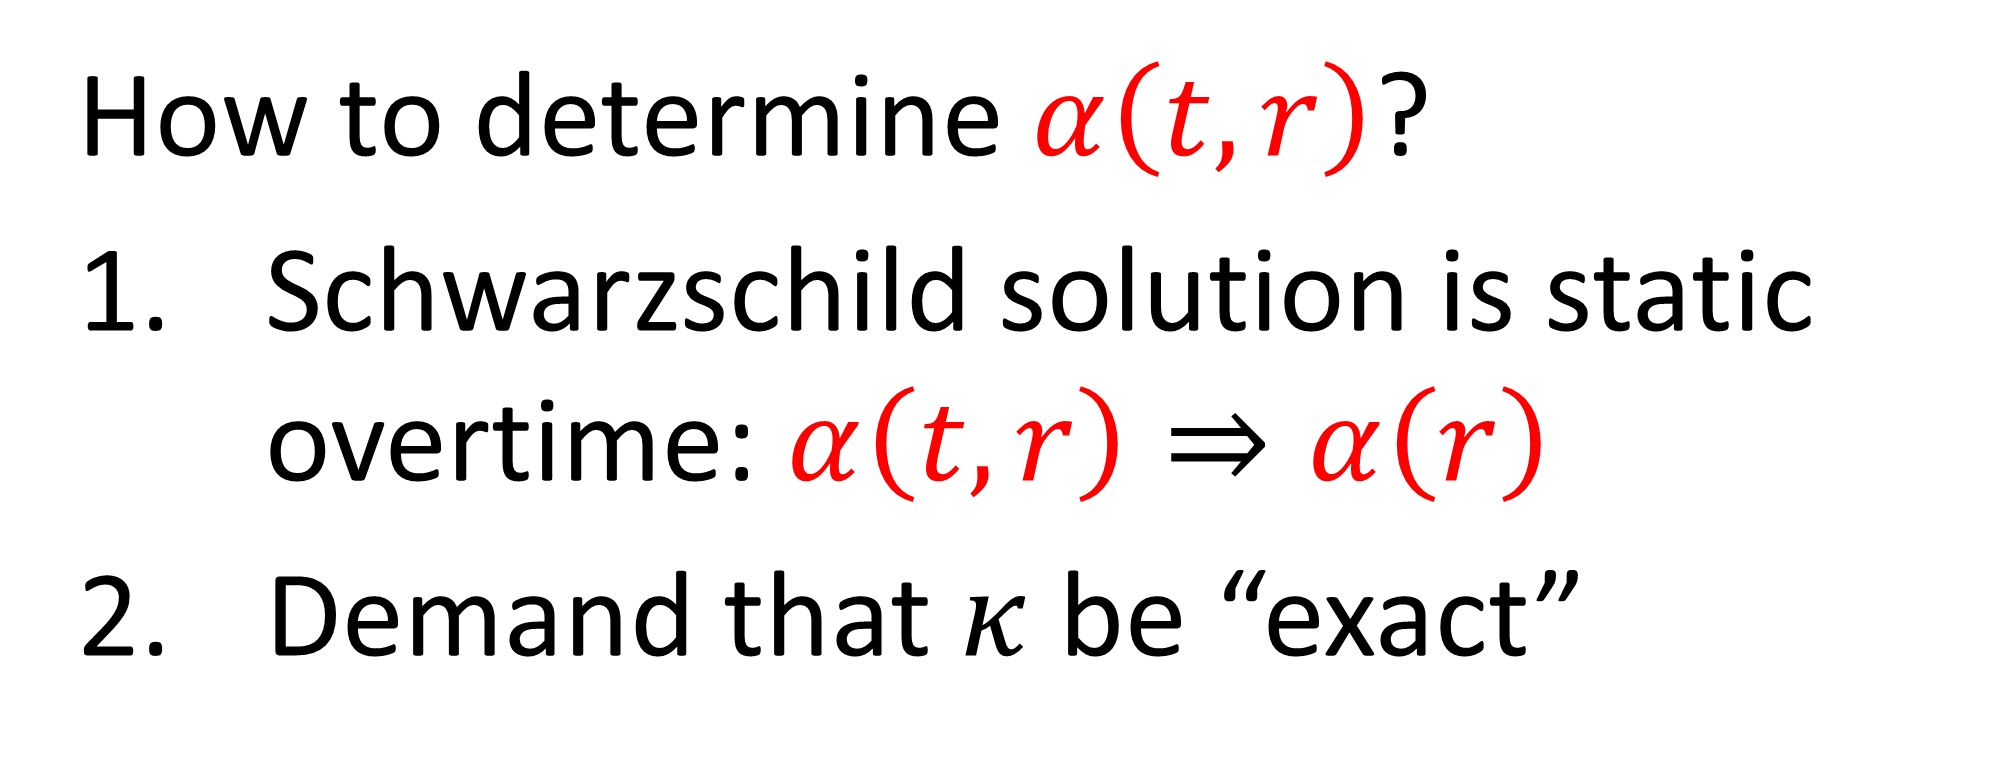 How to determine α(t, r)?
1. Schwarzschild solution is static
overtime: α(t, r) ⇒ α(r)
2. Demand that κ be “exact”